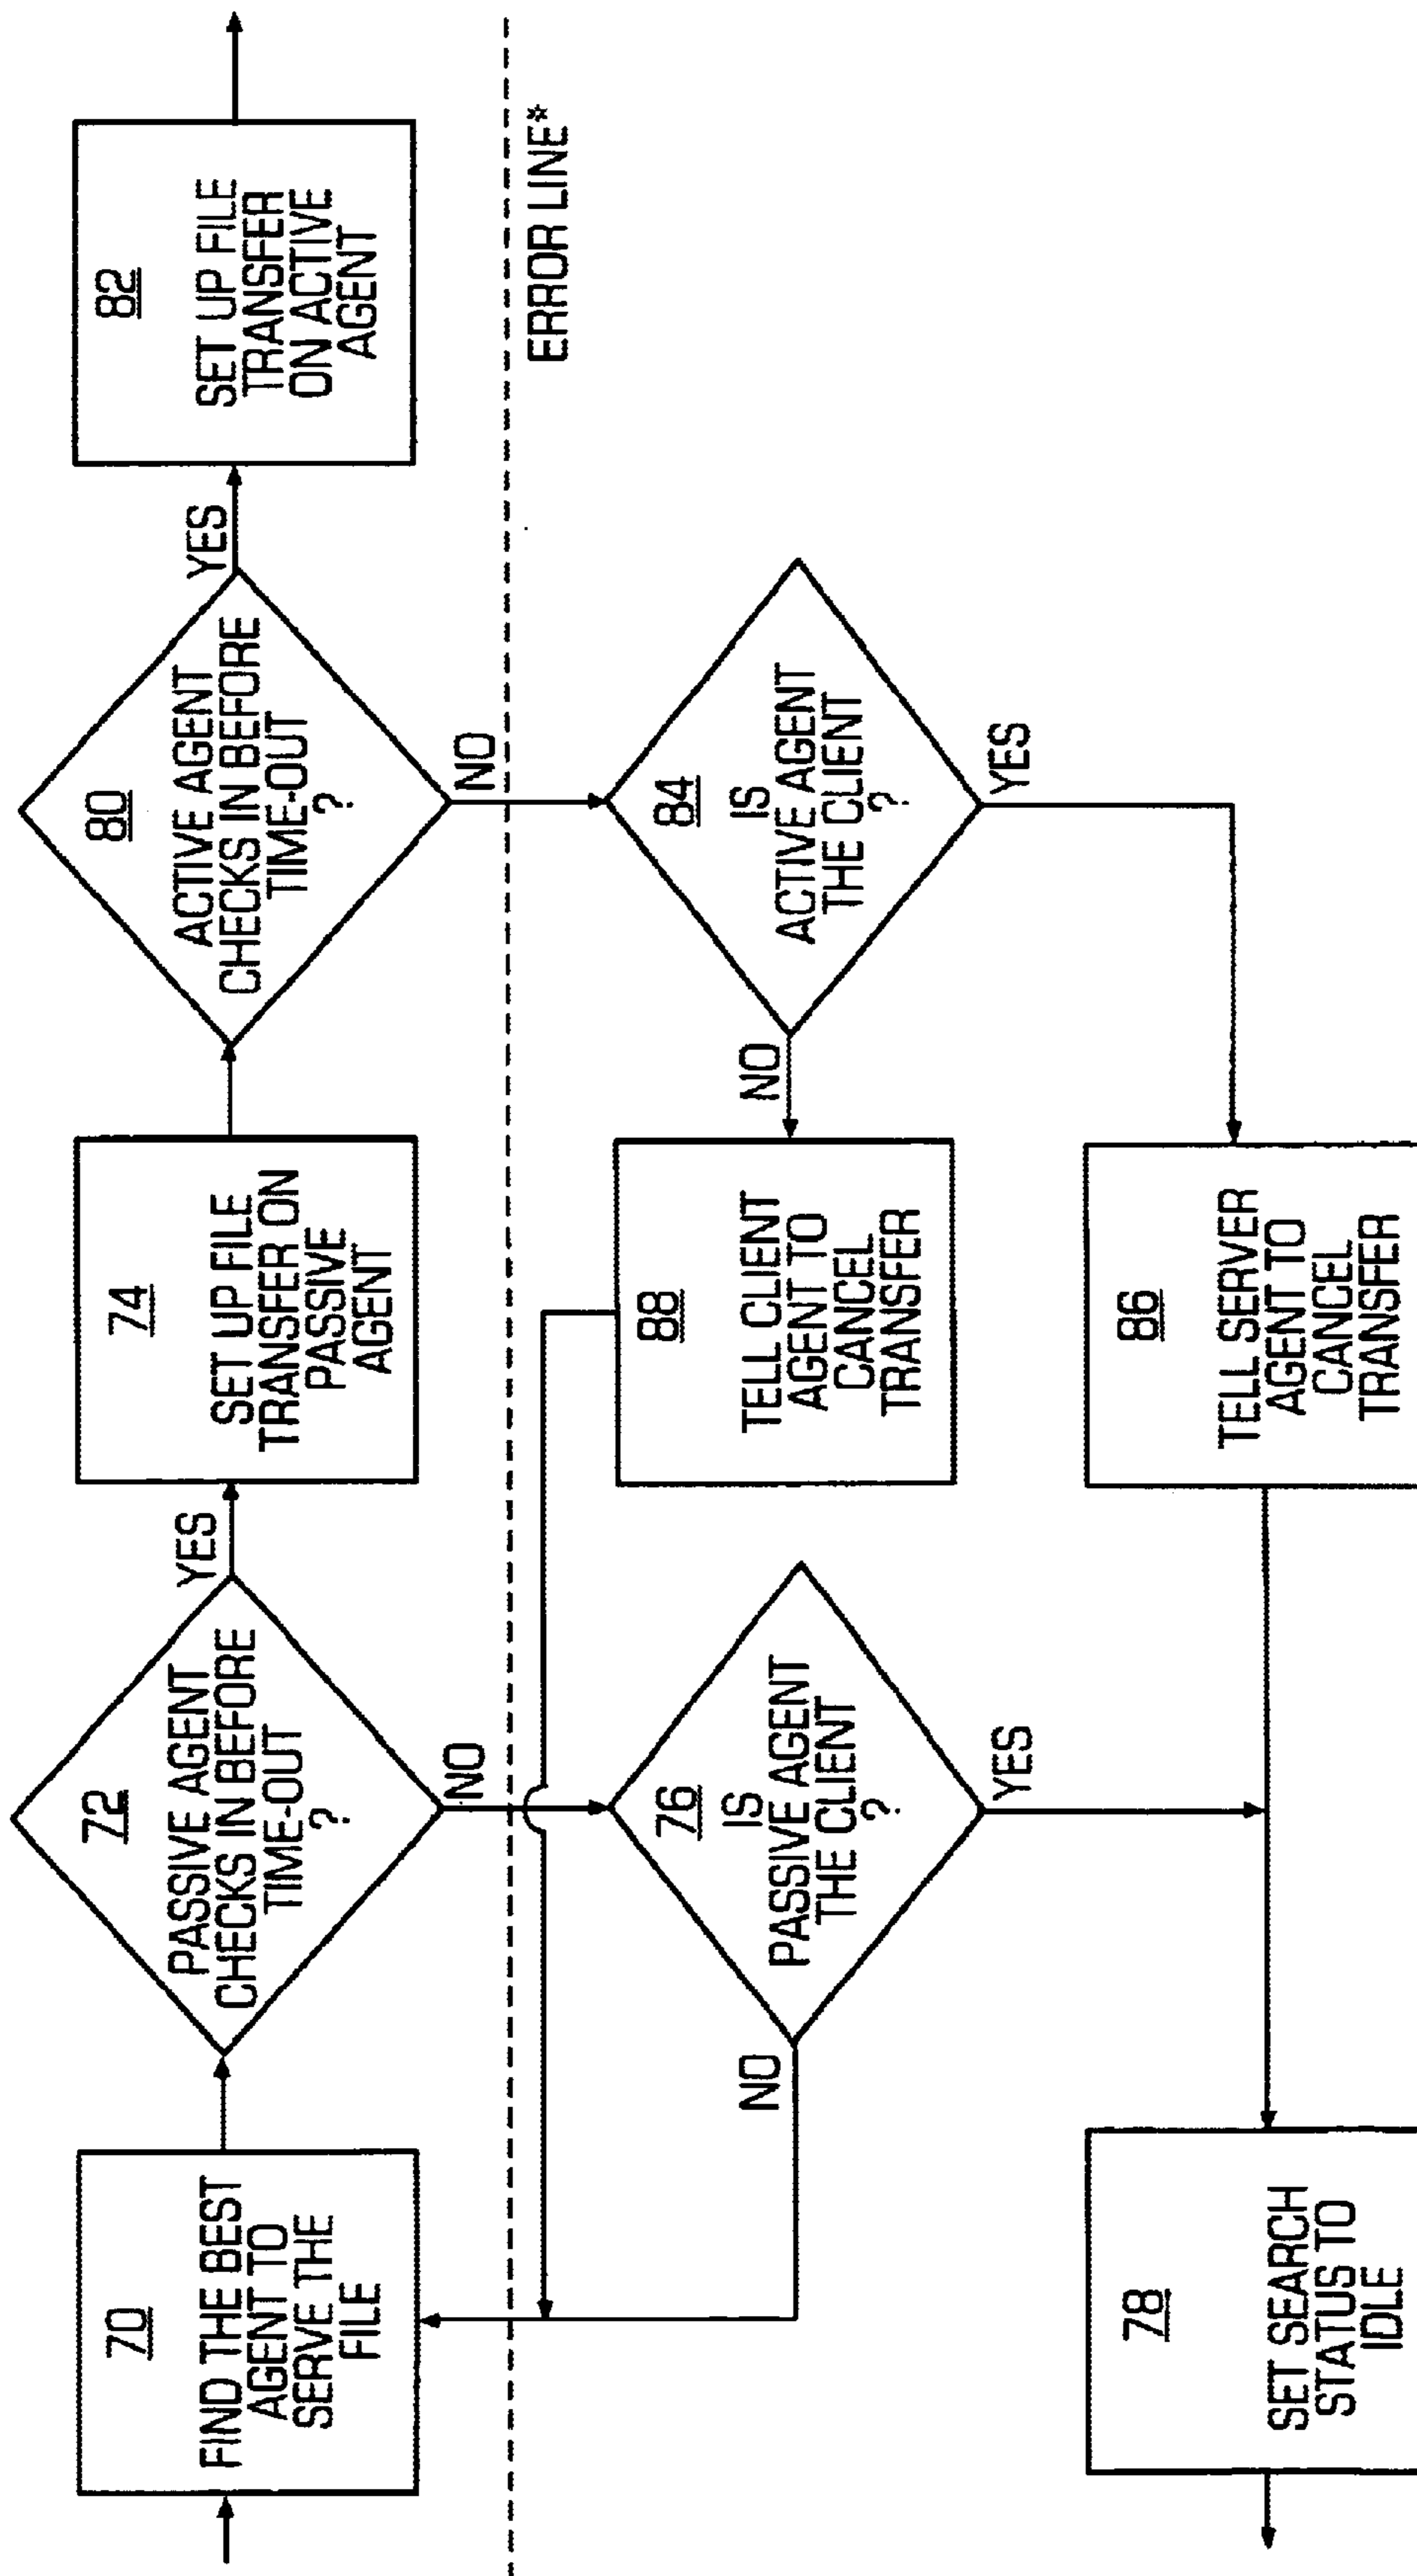 70
FIND THE BEST
AGENT TO
SERVE THE
FILE
72
PASSIVE AGENT
CHECKS IN BEFORE
TIME-OUT
?
YES
NO
74
SET UP FILE
TRANSFER ON
PASSIVE
AGENT
80
ACTIVE AGENT
CHECKS IN BEFORE
TIME-OUT
?
YES
NO
82
SET UP FILE
TRANSFER
ON ACTIVE
AGENT
ERROR LINE*
76
IS
PASSIVE AGENT
THE CLIENT
?
NO
YES
88
TELL CLIENT
AGENT TO
CANCEL
TRANSFER
84
IS
ACTIVE AGENT
THE CLIENT
?
NO
YES
78
SET SEARCH
STATUS TO
IDLE
86
TELL SERVER
AGENT TO
CANCEL
TRANSFER